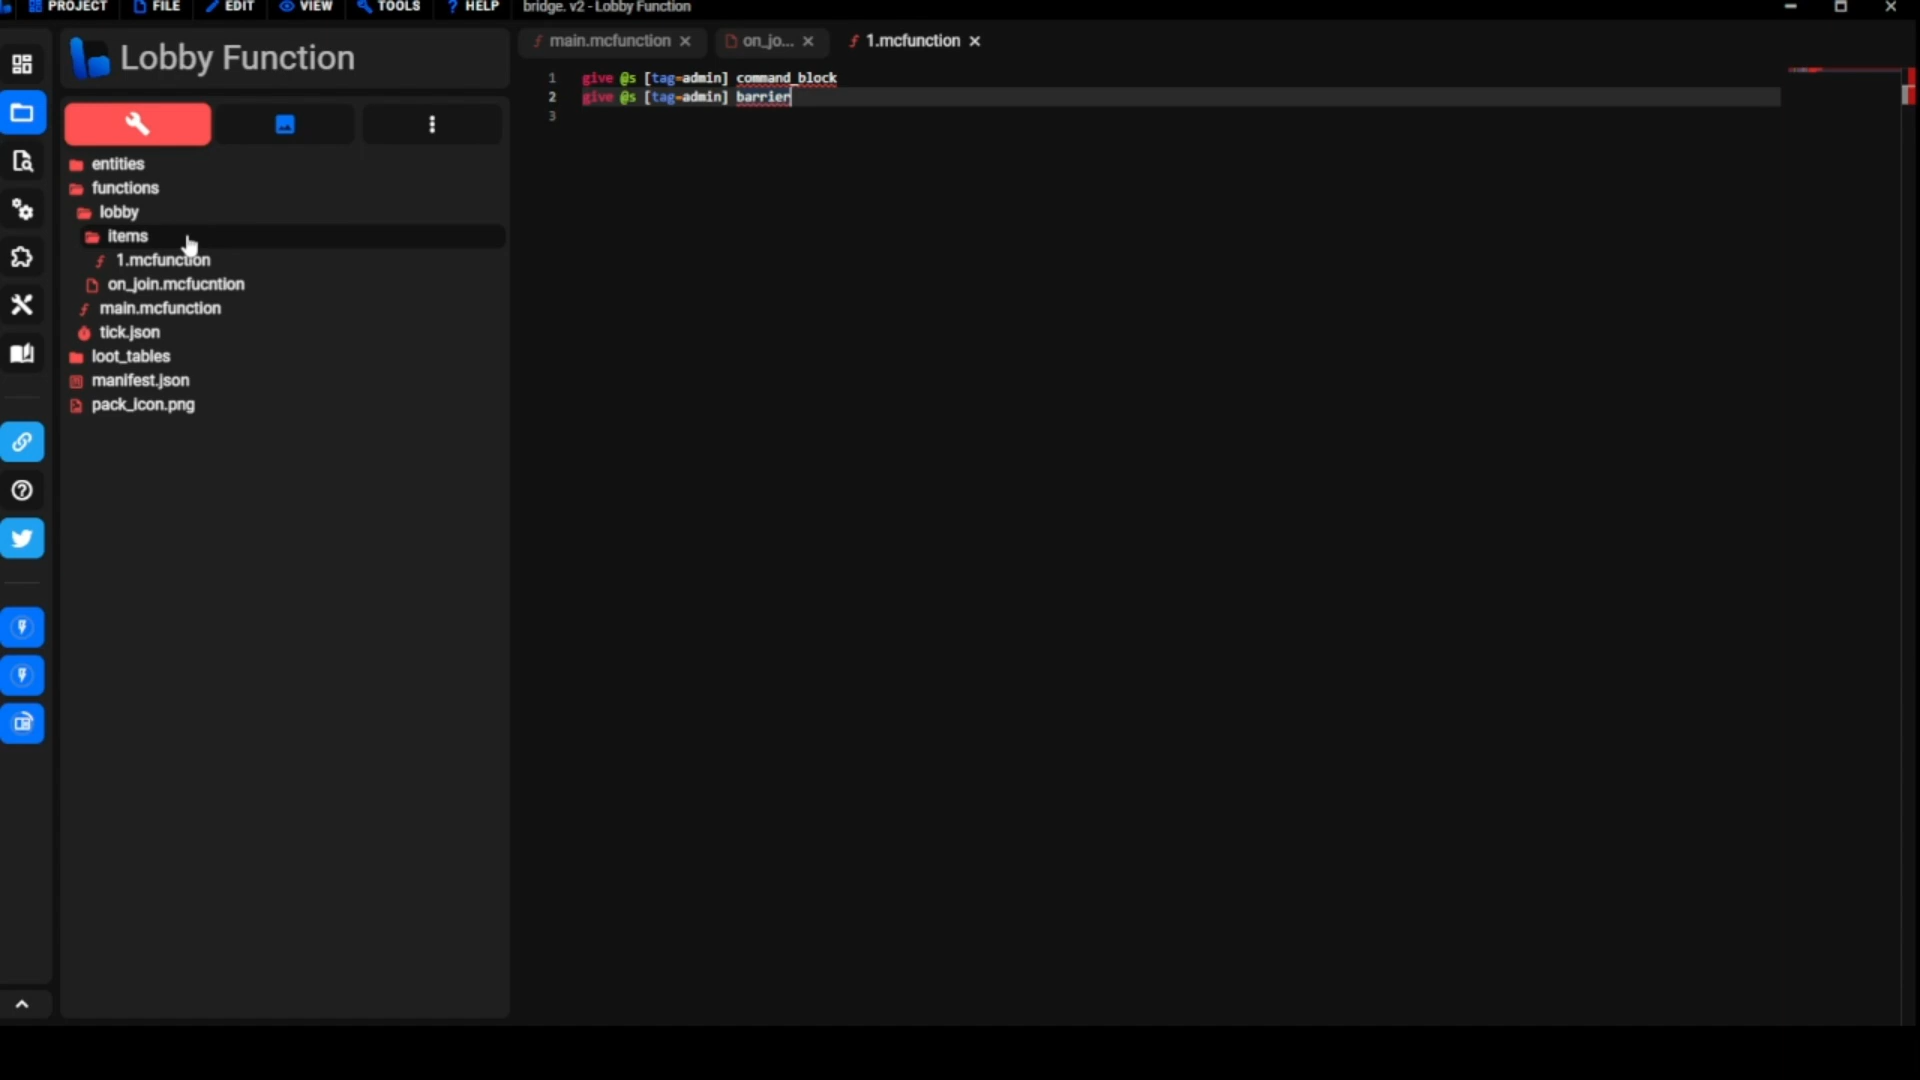 PROJECT FILE EDIT VIEW TOOLS HELP bridge. v2 - Lobby Function
Lobby Function
main.mcfunction on_jo... 1.mcfunction
1 give @s [tag=admin] command_block
2 give @s [tag=admin] barrier
3
entities
functions
lobby
items
1.mcfunction
on_join.mcfucntion
main.mcfunction
tick.json
loot_tables
manifest.json
pack_icon.png